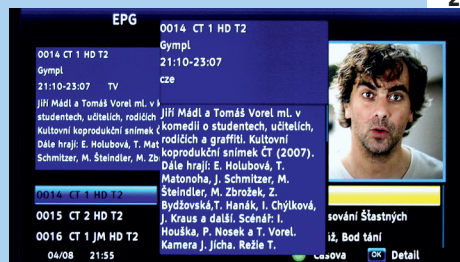 EPG
0014 CT 1 HD T2
Gympl
21:10-23:07 TV
Jiří Mádl a Tomáš Vorel ml. v k
studentech, učitelích, rodičích
Kultovní koprodukční snímek
Dále hrají: E. Holubová, T. Mat
Schmitzer, M. Šteindler, M. Zb
0014 CT 1 HD T2
Gympl
21:10-23:07
cze
Jiří Mádl a Tomáš Vorel ml. v
komedii o studentech, učitelích,
rodičích a graffiti. Kultovní
koprodukční snímek ČT (2007).
Dále hrají: E. Holubová, T.
Matonoha, J. Schmitzer, M.
Šteindler, M. Zbrožek, Z.
Bydžovská,T. Hanák, I. Chýlková,
J. Kraus a další. Scénář: I.
Houška, P. Nosek a T. Vorel.
Kamera J. Jícha. Režie T.
0014 CT 1 HD T2
0015 CT 2 HD T2
sování Šťastných
0016 CT 1 JM HD T2
áž, Bod tání
04/08 21:55
Časová
OK Detail